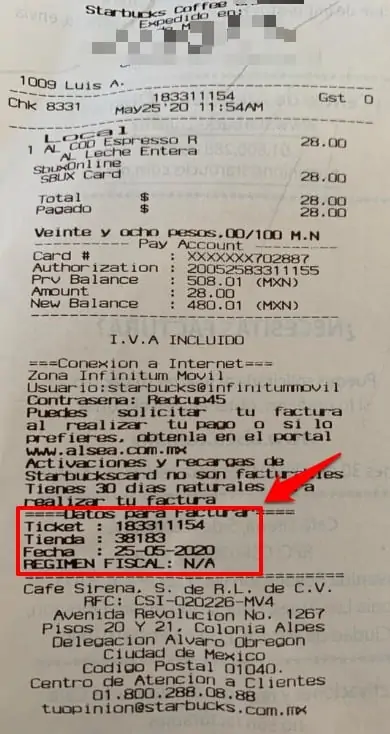 Starbucks Coffee
Expedido en:
1009 Luis A.
183311154
Chk 8331 May25'20 11:54AM Gst 0
Local
1 AL COD Espresso R 28.00
AL Leche Entera
SbuxOnline
SBUX Card 28.00
Total $ 28.00
Pagado $ 28.00
Veinte y ocho pesos,00/100 M.N
Pay Account
Card # : XXXXXXX702887
Authorization : 20052583311155
Prv Balance : 508.01 (MXN)
Amount : 28.00
New Balance : 480.01 (MXN)
I.V.A INCLUIDO
===Conexion a Internet===
Zona Infinitum Movil
Usuario:starbucks@infinitummovil
Contrasena: Redcup45
Puedes solicitar tu factura
al realizar tu pago o si lo
prefieres, obtenla en el portal
www.alsea.com.mx
Activaciones y recargas de
Starbuckscard no son facturables
Tienes 30 dias naturales
realizar tu factura
====Datos para Facturar=====
Ticket : 183311154
Tienda : 38183
Fecha : 25-05-2020
REGIMEN FISCAL: N/A
Cafe Sirena, S. de R.L. de C.V.
RFC: CSI-020226-MV4
Avenida Revolucion No. 1267
Pisos 20 Y 21, Colonia Alpes
Delegacion Alvaro Obregon
Ciudad de Mexico
Codigo Postal 01040.
Centro de Atencion a Clientes
01.800.288.08.88
tuopinion@starbucks.com.mx